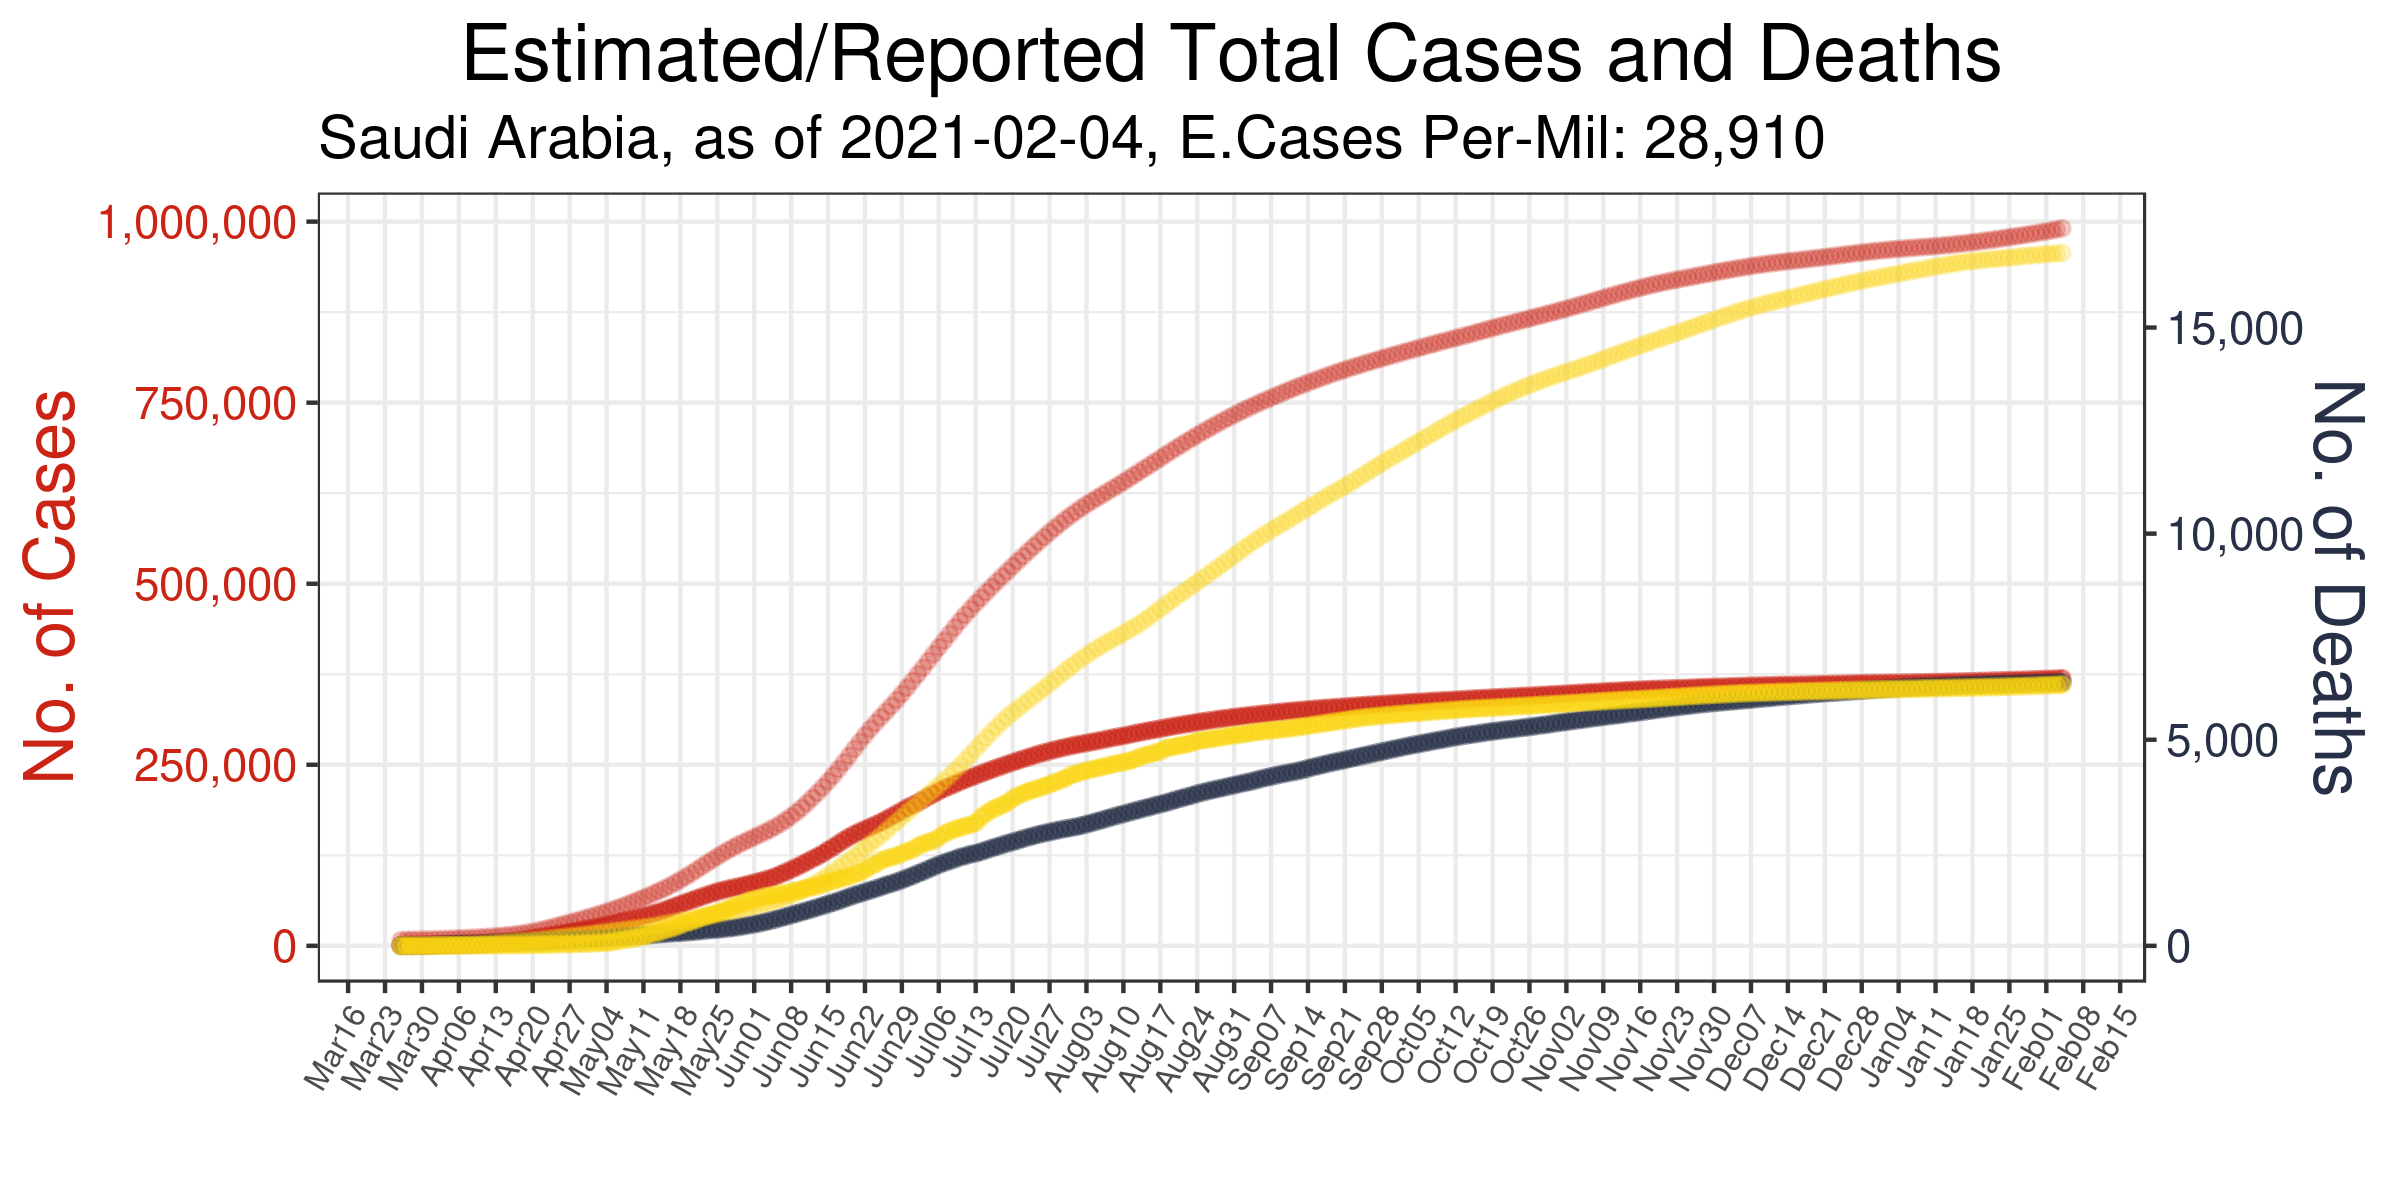 Estimated/Reported Total Cases and Deaths
Saudi Arabia, as of 2021-02-04, E.Cases Per-Mil: 28,910
No. of Cases
1,000,000
750,000
500,000
250,000
0
15,000
10,000
5,000
0
No. of Deaths
Mar16
Mar23
Mar30
Apr06
Apr13
Apr20
Apr27
May04
May11
May18
May25
Jun01
Jun08
Jun15
Jun22
Jun29
Jul06
Jul13
Jul20
Jul27
Aug03
Aug10
Aug17
Aug24
Aug31
Sep07
Sep14
Sep21
Sep28
Oct05
Oct12
Oct19
Oct26
Nov02
Nov09
Nov16
Nov23
Nov30
Dec07
Dec14
Dec21
Dec28
Jan04
Jan11
Jan18
Jan25
Feb01
Feb08
Feb15